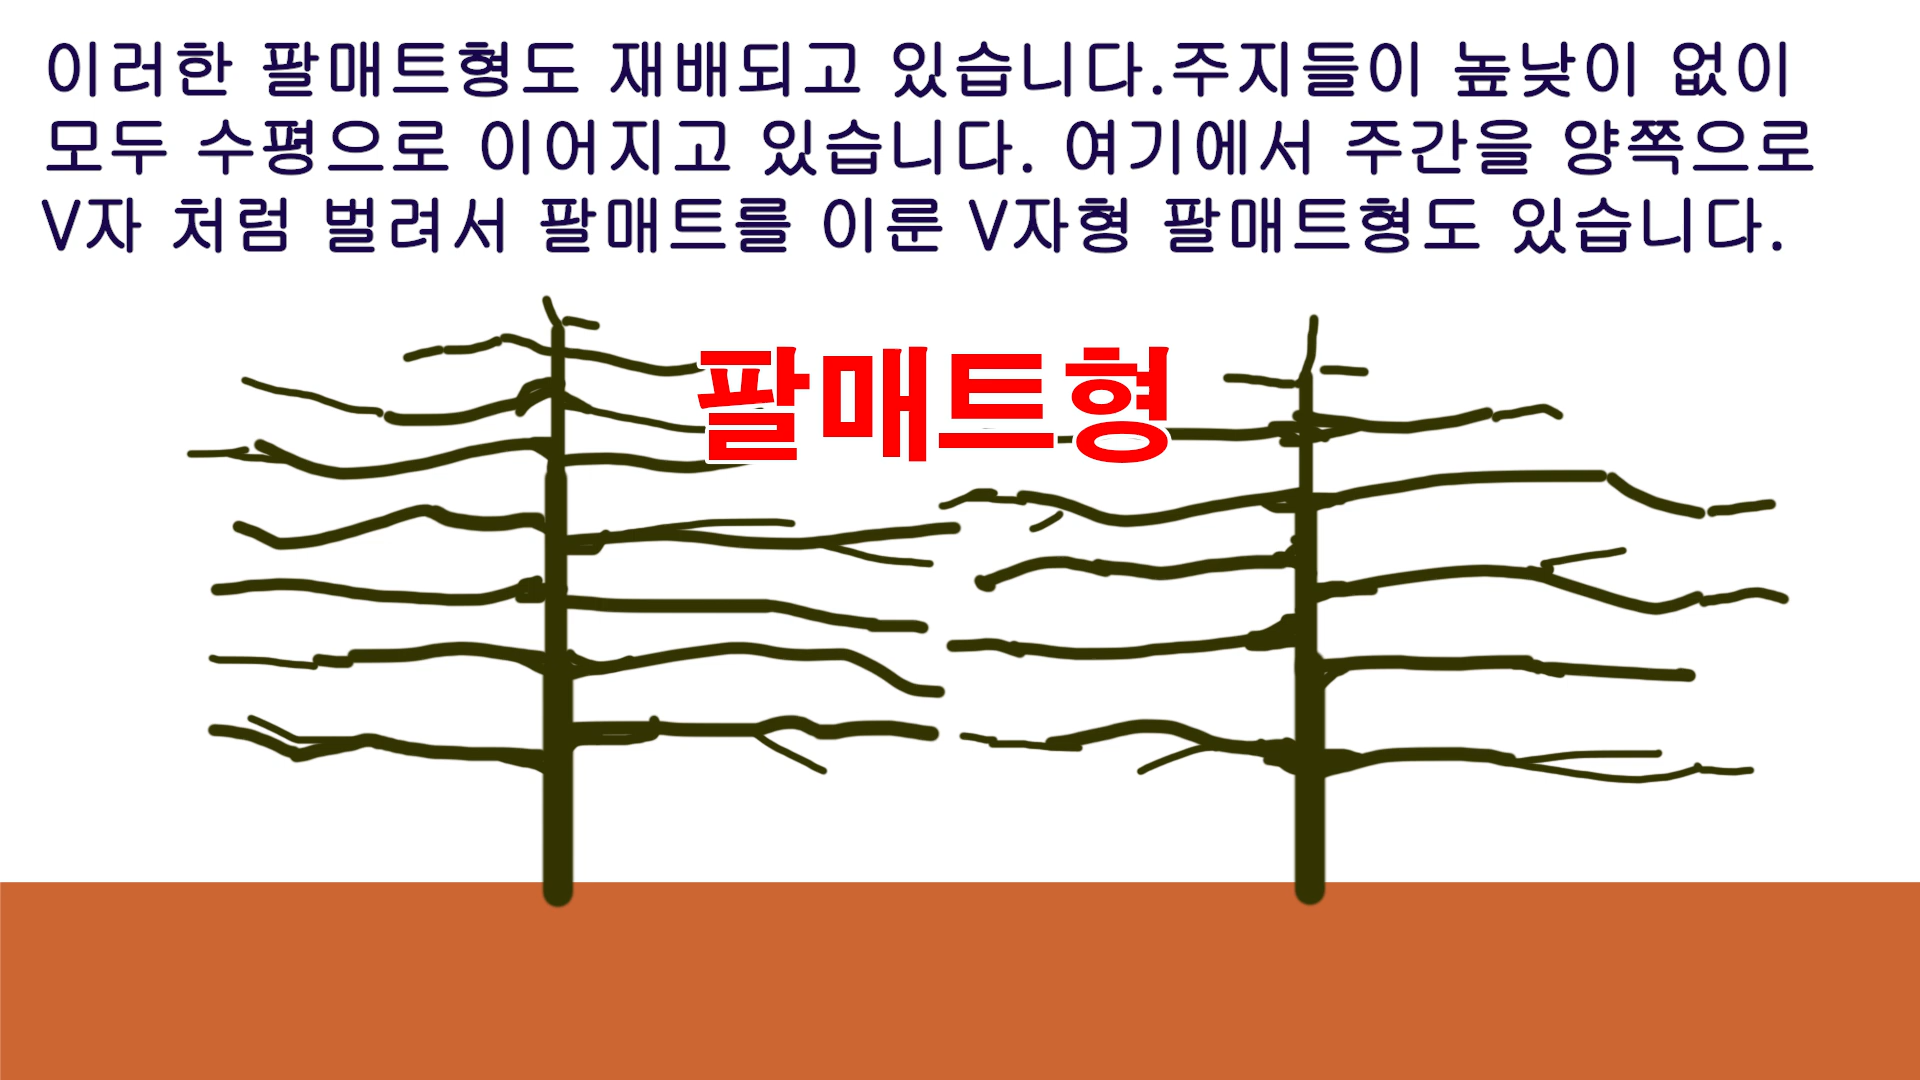 이러한 팔매트형도 재배되고 있습니다.주지들이 높낮이 없이
모두 수평으로 이어지고 있습니다. 여기에서 주간을 양쪽으로
V자 처럼 벌려서 팔매트를 이룬 V자형 팔매트형도 있습니다.
팔매트형